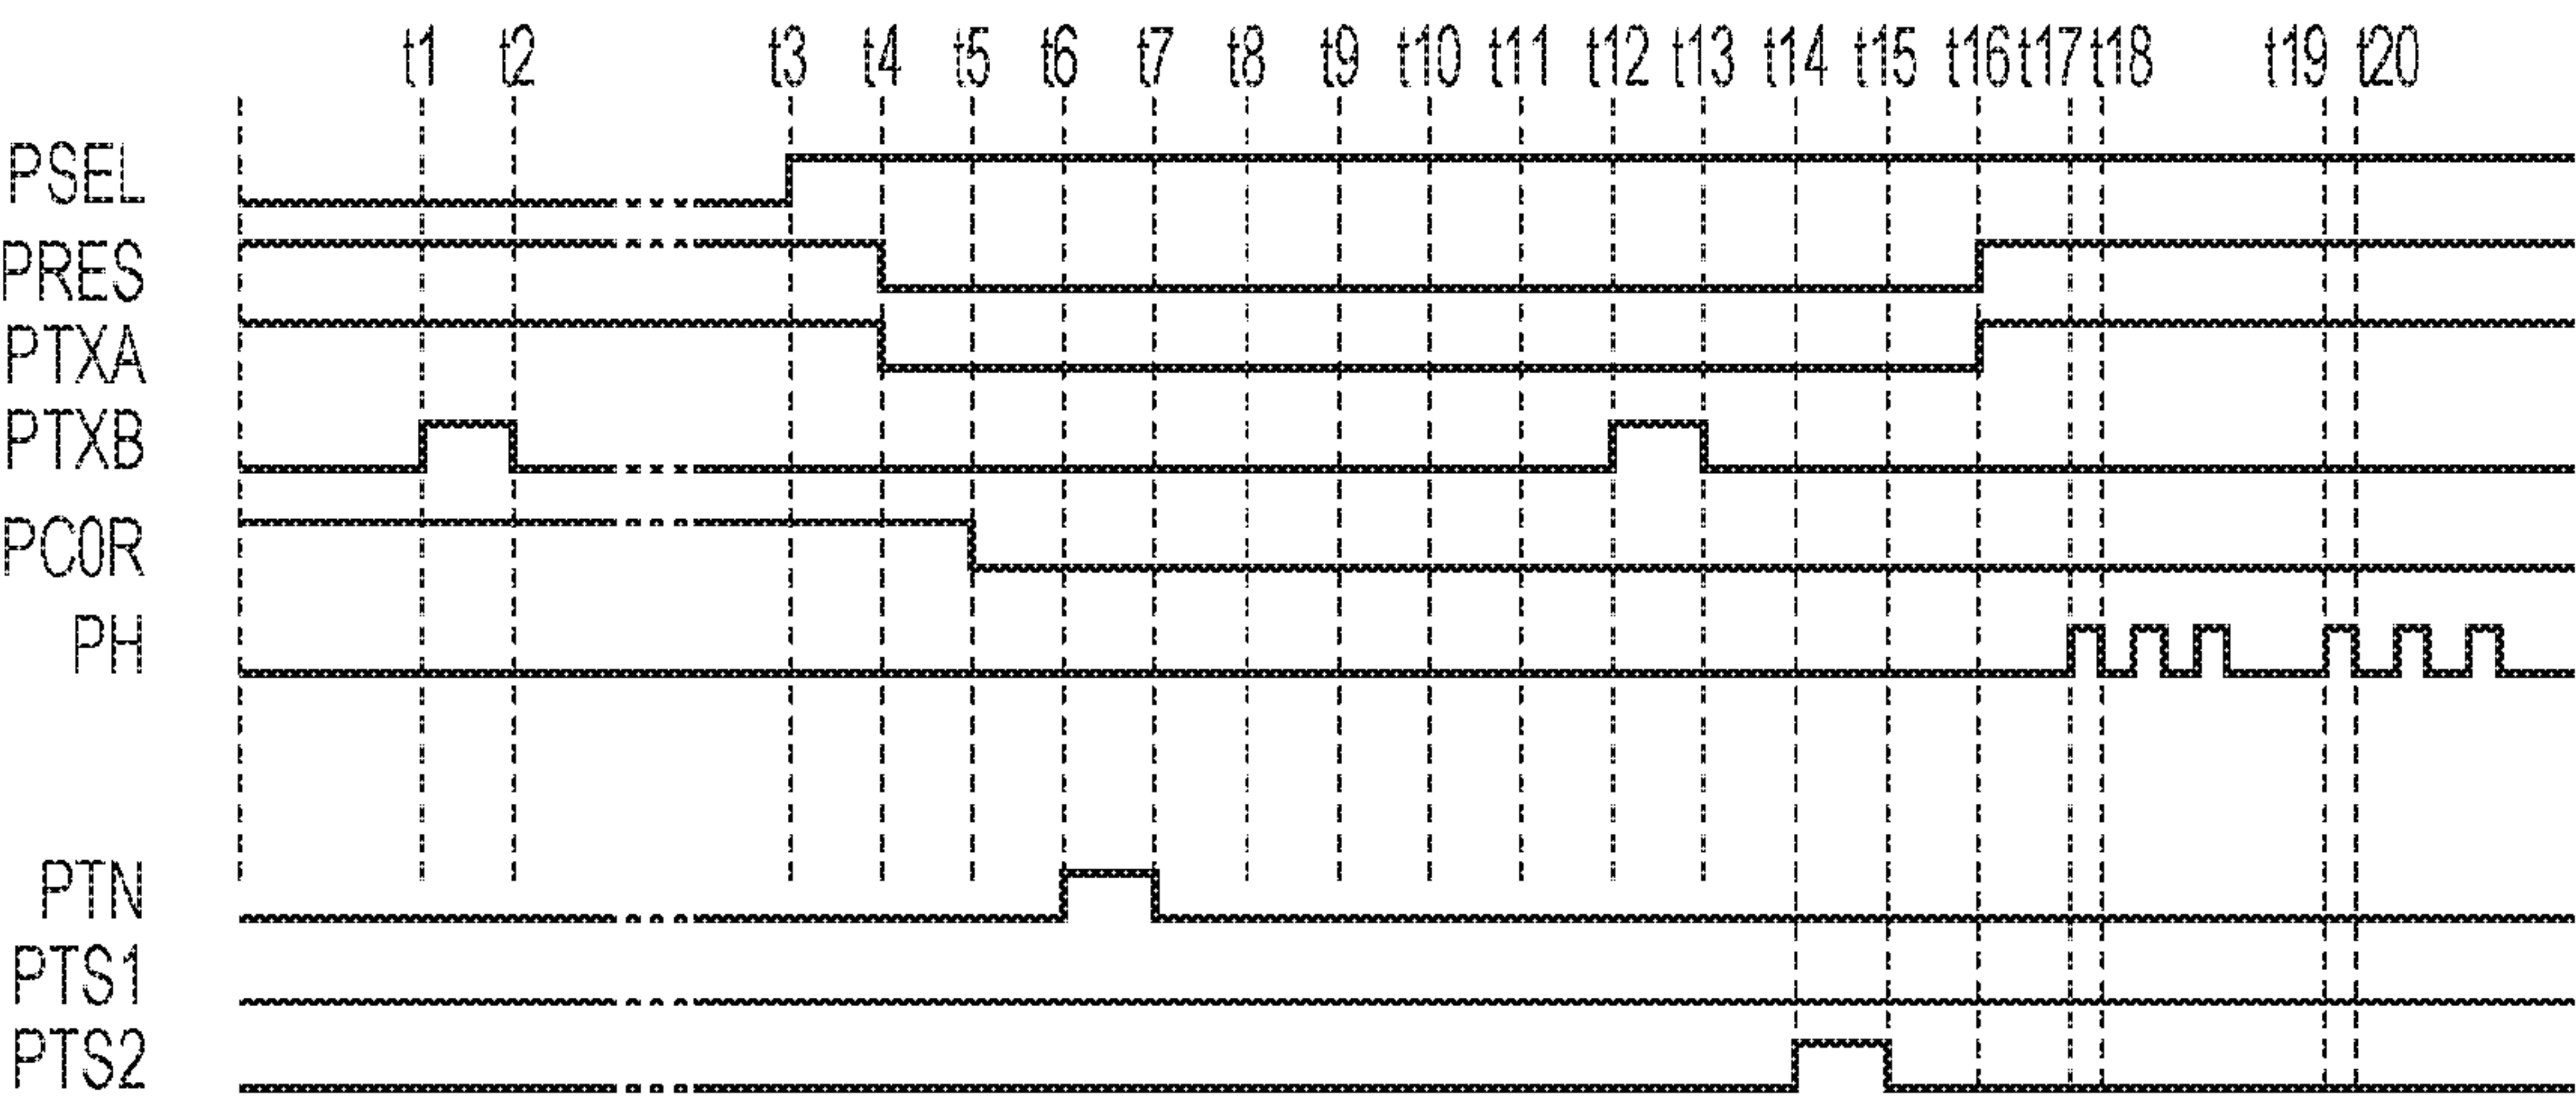 t1 t2 t3 t4 t5 t6 t7 t8 t9 t10 t11 t12 t13 t14 t15 t16 t17 t18 t19 t20
PSEL
PRES
PTXA
PTXB
PC0R
PH
PTN
PTS1
PTS2